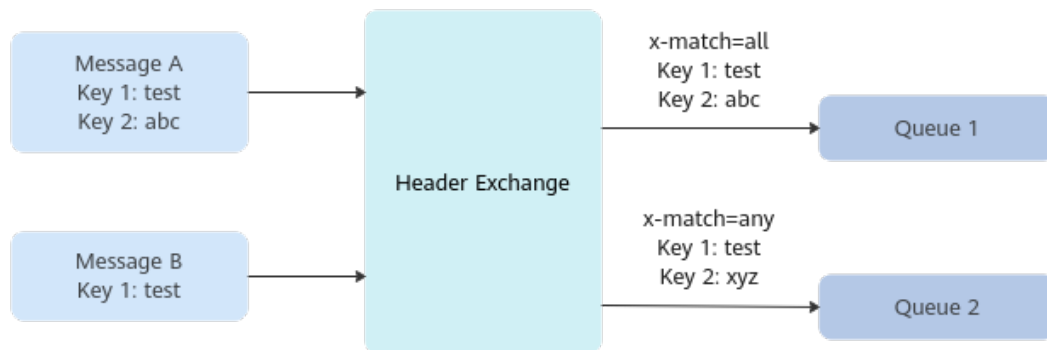 Message A
Key 1: test
Key 2: abc
Message B
Key 1: test
Header Exchange
x-match=all
Key 1: test
Key 2: abc
Queue 1
x-match=any
Key 1: test
Key 2: xyz
Queue 2